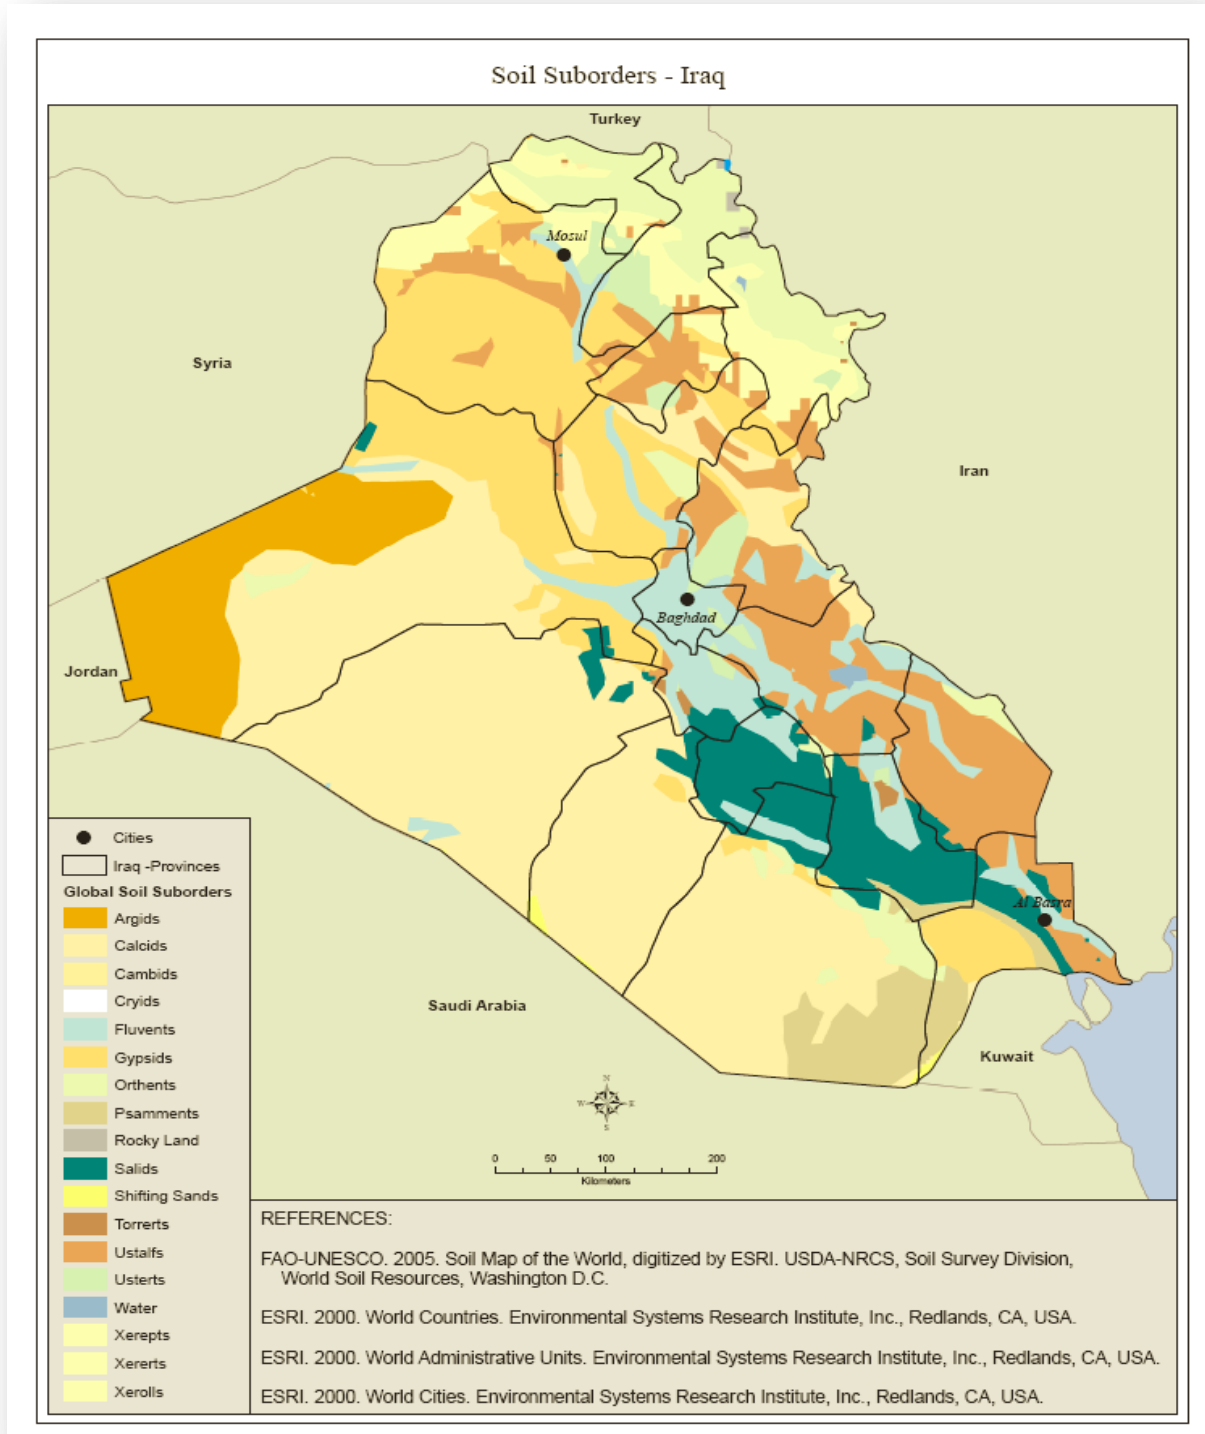 Soil Suborders - Iraq
Turkey
Mosul
Syria
Iran
Baghdad
Jordan
Al Basra
Saudi Arabia
Kuwait
N
W E
S
0 50 100 200
Kilometers
Cities
Iraq -Provinces
Global Soil Suborders
Argids
Calcids
Cambids
Cryids
Fluvents
Gypsids
Orthents
Psamments
Rocky Land
Salids
Shifting Sands
Torrerts
Ustalfs
Usterts
Water
Xerepts
Xererts
Xerolls
REFERENCES:
FAO-UNESCO. 2005. Soil Map of the World, digitized by ESRI. USDA-NRCS, Soil Survey Division,
World Soil Resources, Washington D.C.
ESRI. 2000. World Countries. Environmental Systems Research Institute, Inc., Redlands, CA, USA.
ESRI. 2000. World Administrative Units. Environmental Systems Research Institute, Inc., Redlands, CA, USA.
ESRI. 2000. World Cities. Environmental Systems Research Institute, Inc., Redlands, CA, USA.